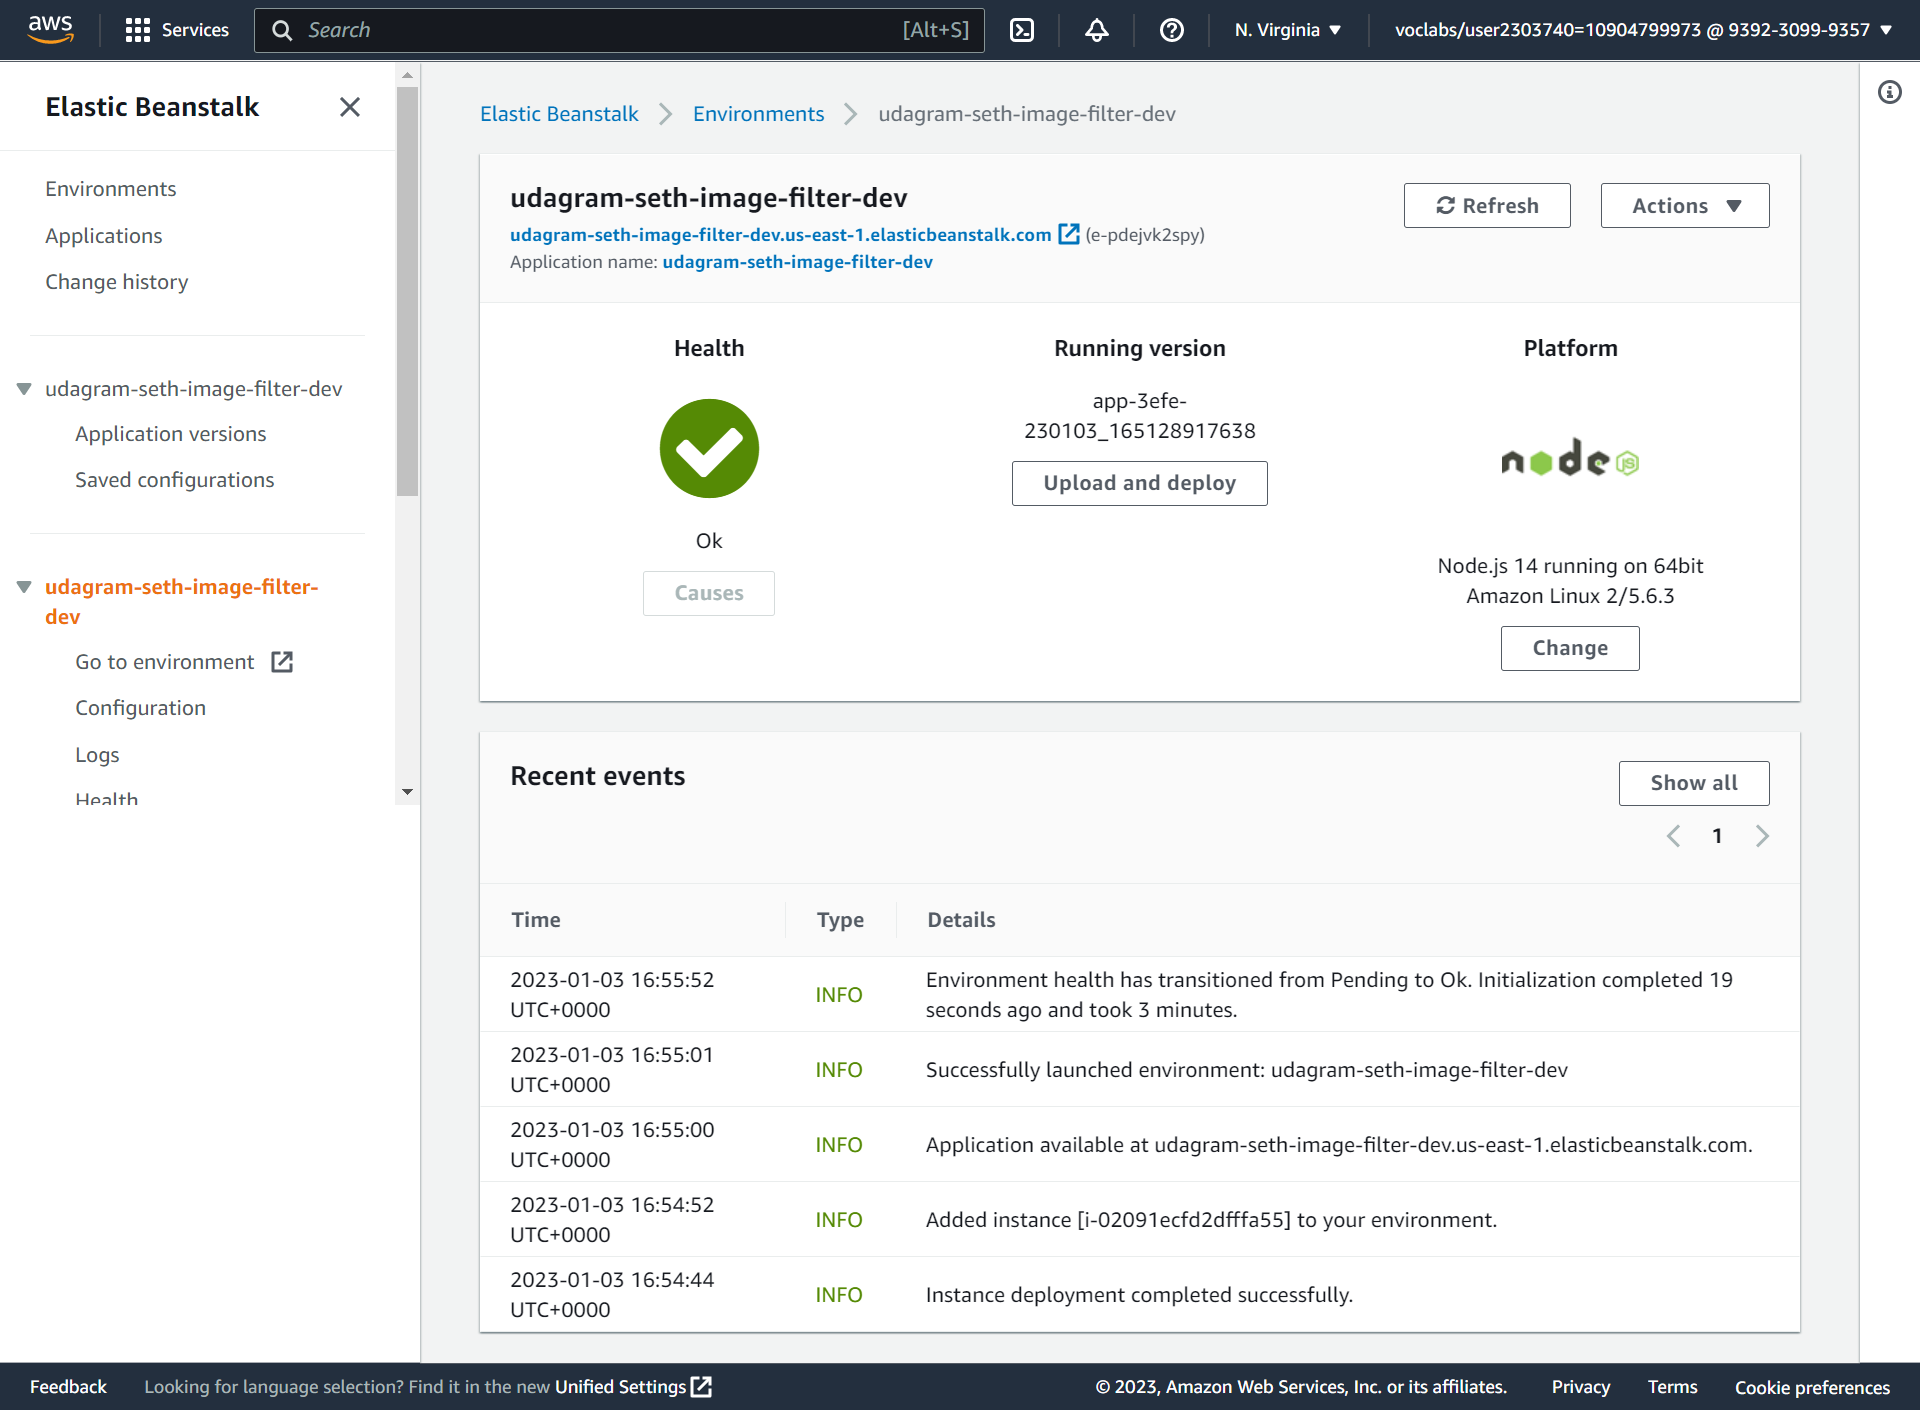 aws
Services
Search
[Alt+S]
N. Virginia
voclabs/user2303740=10904799973 @ 9392-3099-9357
Elastic Beanstalk
Environments
Applications
Change history
udagram-seth-image-filter-dev
Application versions
Saved configurations
udagram-seth-image-filter-
dev
Go to environment
Configuration
Logs
Health
Elastic Beanstalk
Environments
udagram-seth-image-filter-dev
udagram-seth-image-filter-dev
udagram-seth-image-filter-dev.us-east-1.elasticbeanstalk.com (e-pdejvk2spy)
Application name: udagram-seth-image-filter-dev
Refresh
Actions
Health
Ok
Causes
Running version
app-3efe-
230103_165128917638
Upload and deploy
Platform
node JS
Node.js 14 running on 64bit
Amazon Linux 2/5.6.3
Change
Recent events
Show all
1
Time
Type
Details
2023-01-03 16:55:52
UTC+0000
INFO
Environment health has transitioned from Pending to Ok. Initialization completed 19
seconds ago and took 3 minutes.
2023-01-03 16:55:01
UTC+0000
INFO
Successfully launched environment: udagram-seth-image-filter-dev
2023-01-03 16:55:00
UTC+0000
INFO
Application available at udagram-seth-image-filter-dev.us-east-1.elasticbeanstalk.com.
2023-01-03 16:54:52
UTC+0000
INFO
Added instance [i-02091ecfd2dfffa55] to your environment.
2023-01-03 16:54:44
UTC+0000
INFO
Instance deployment completed successfully.
Feedback
Looking for language selection? Find it in the new Unified Settings
© 2023, Amazon Web Services, Inc. or its affiliates.
Privacy
Terms
Cookie preferences